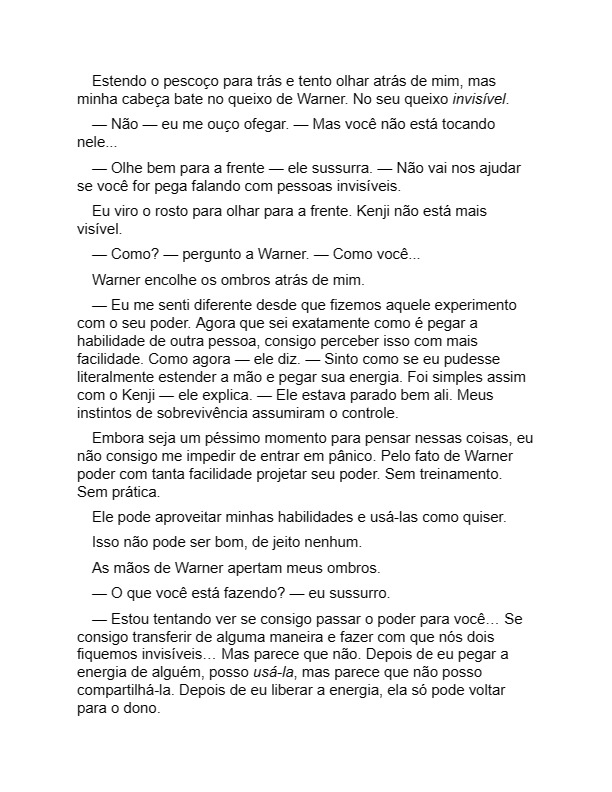 Estendo o pescoço para trás e tento olhar atrás de mim, mas
minha cabeça bate no queixo de Warner. No seu queixo invisível.
— Não — eu me ouço ofegar. — Mas você não está tocando
nele...
— Olhe bem para a frente — ele sussurra. — Não vai nos ajudar
se você for pega falando com pessoas invisíveis.
Eu viro o rosto para olhar para a frente. Kenji não está mais
visível.
— Como? — pergunto a Warner. — Como você...
Warner encolhe os ombros atrás de mim.
— Eu me senti diferente desde que fizemos aquele experimento
com o seu poder. Agora que sei exatamente como é pegar a
habilidade de outra pessoa, consigo perceber isso com mais
facilidade. Como agora — ele diz. — Sinto como se eu pudesse
literalmente estender a mão e pegar sua energia. Foi simples assim
com o Kenji — ele explica. — Ele estava parado bem ali. Meus
instintos de sobrevivência assumiram o controle.
Embora seja um péssimo momento para pensar nessas coisas, eu
não consigo me impedir de entrar em pânico. Pelo fato de Warner
poder com tanta facilidade projetar seu poder. Sem treinamento.
Sem prática.
Ele pode aproveitar minhas habilidades e usá-las como quiser.
Isso não pode ser bom, de jeito nenhum.
As mãos de Warner apertam meus ombros.
— O que você está fazendo? — eu sussurro.
— Estou tentando ver se consigo passar o poder para você… Se
consigo transferir de alguma maneira e fazer com que nós dois
fiquemos invisíveis… Mas parece que não. Depois de eu pegar a
energia de alguém, posso usá-la, mas parece que não posso
compartilhá-la. Depois de eu liberar a energia, ela só pode voltar
para o dono.